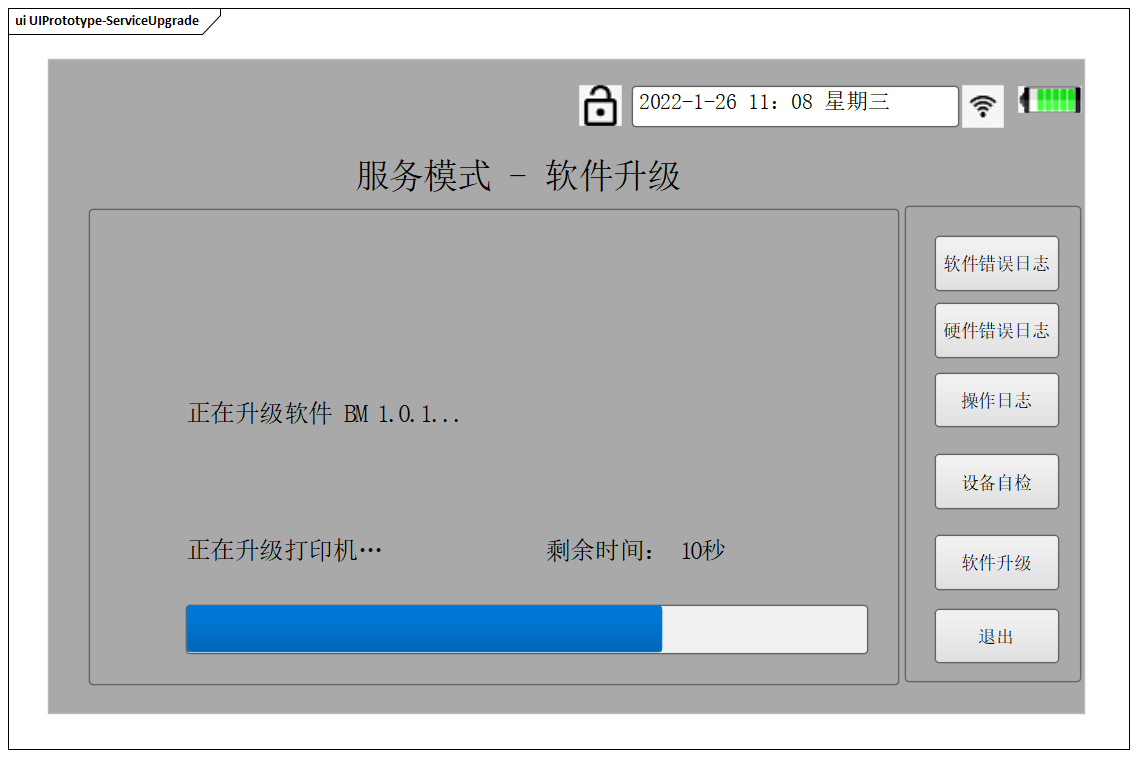 ui UIPrototype-ServiceUpgrade
2022-1-26 11：08 星期三
服务模式 - 软件升级
软件错误日志
硬件错误日志
操作日志
正在升级软件 BM 1.0.1...
设备自检
正在升级打印机… 剩余时间： 10秒
软件升级
退出